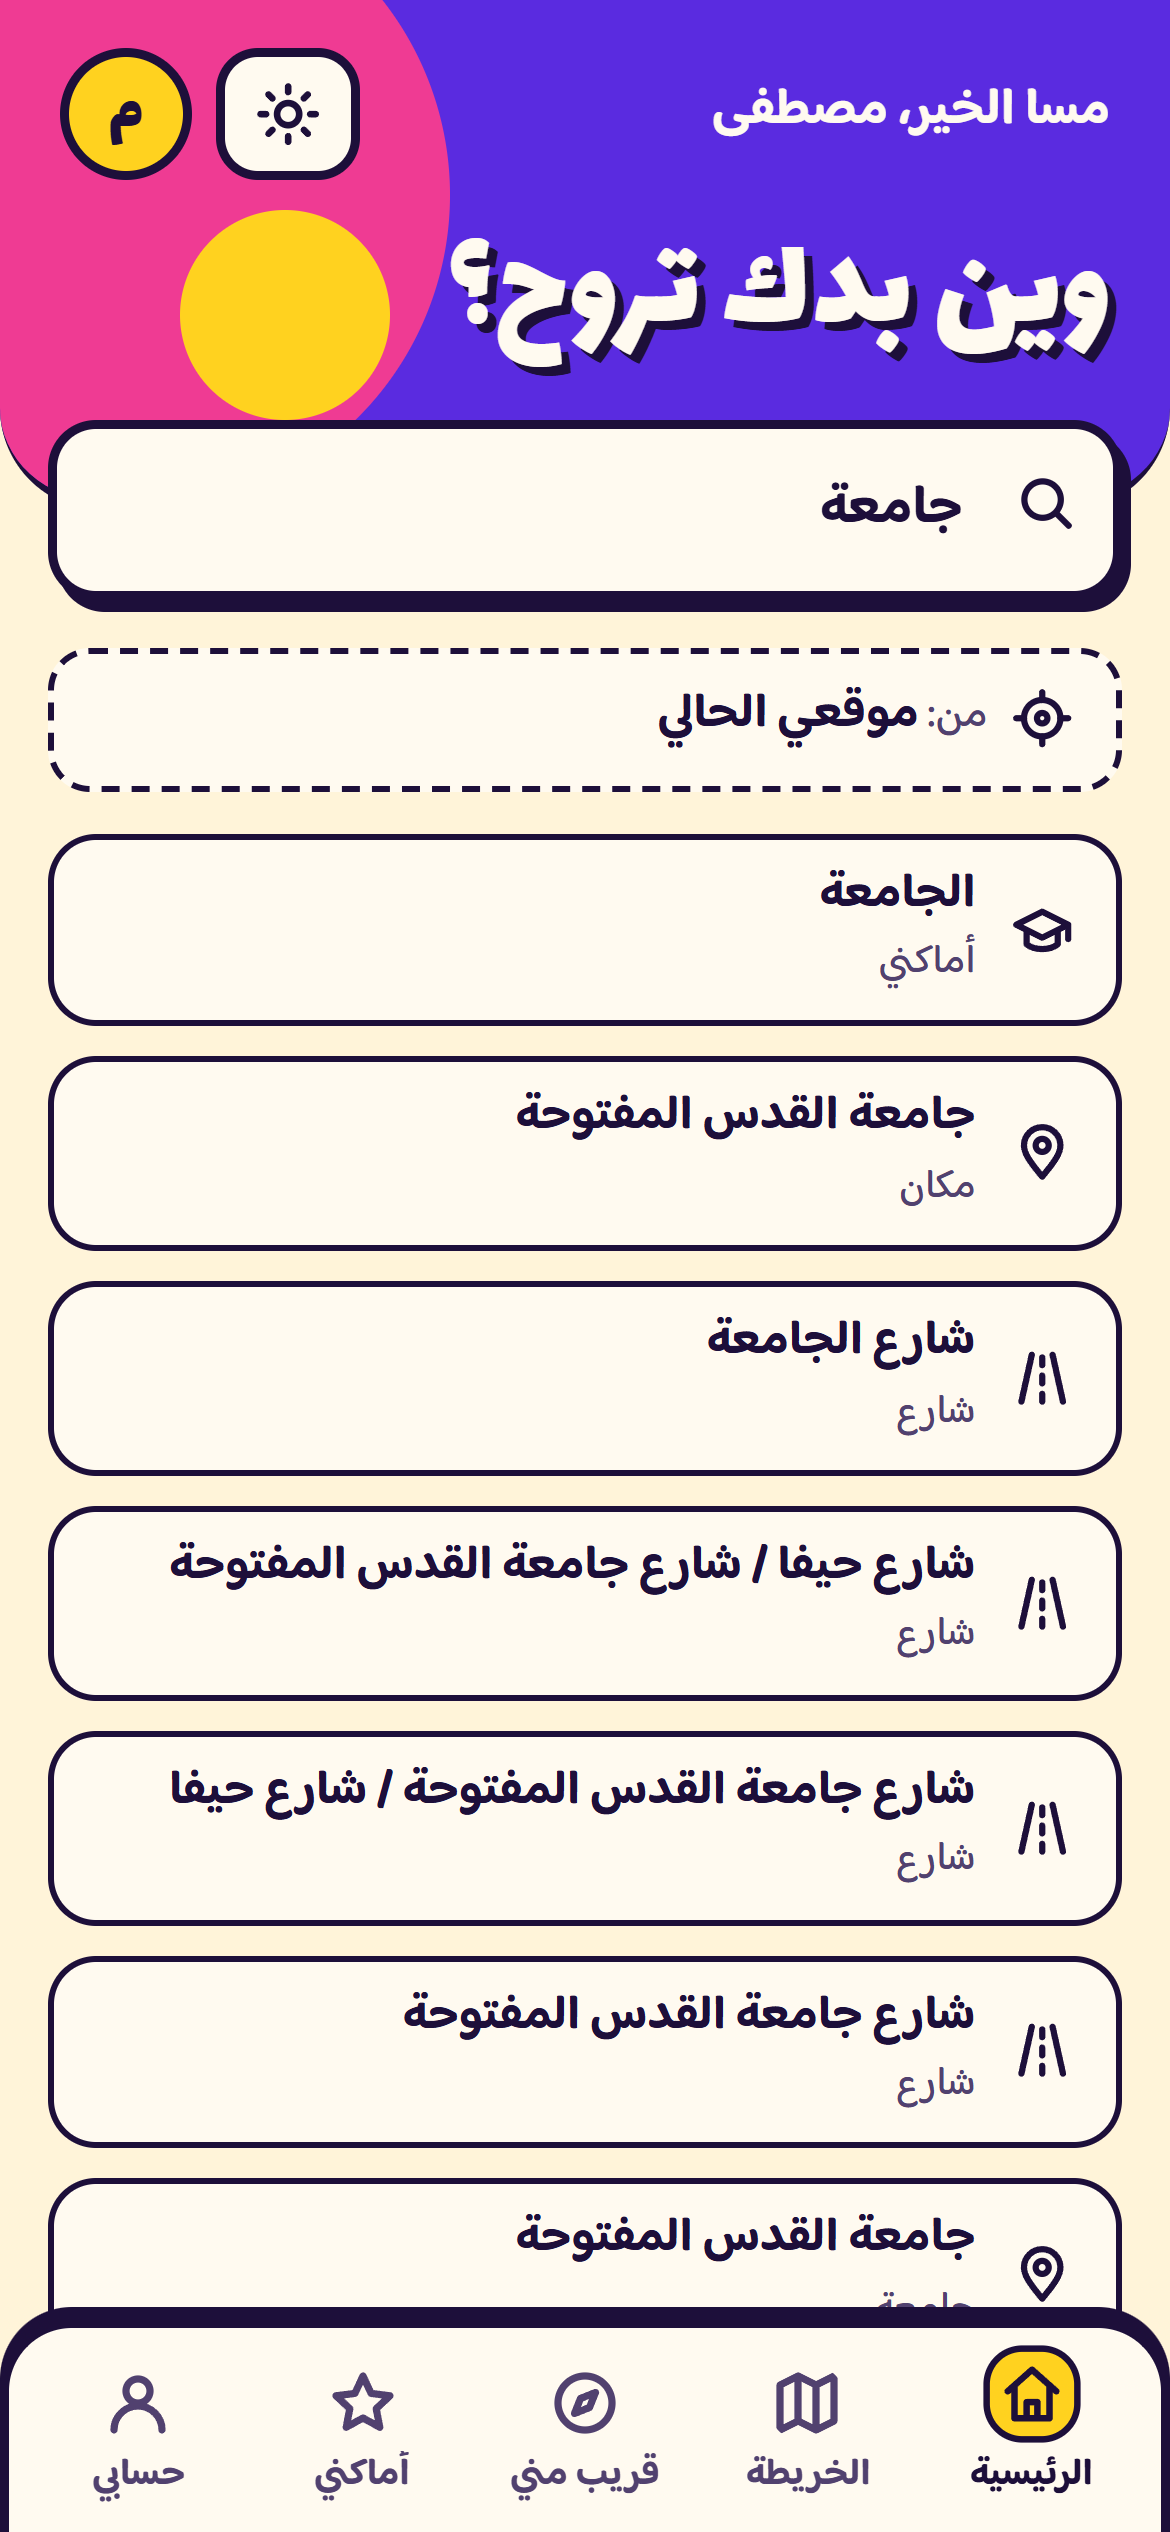 مسا الخير، مصطفى
م
وين بدك تروح؟
جامعة
من: موقعي الحالي
الجامعة
أماكني
جامعة القدس المفتوحة
مكان
شارع الجامعة
شارع
شارع حيفا / شارع جامعة القدس المفتوحة
شارع
شارع جامعة القدس المفتوحة / شارع حيفا
شارع
شارع جامعة القدس المفتوحة
شارع
جامعة القدس المفتوحة
جامعة
الرئيسية
الخريطة
قريب مني
أماكني
حسابي